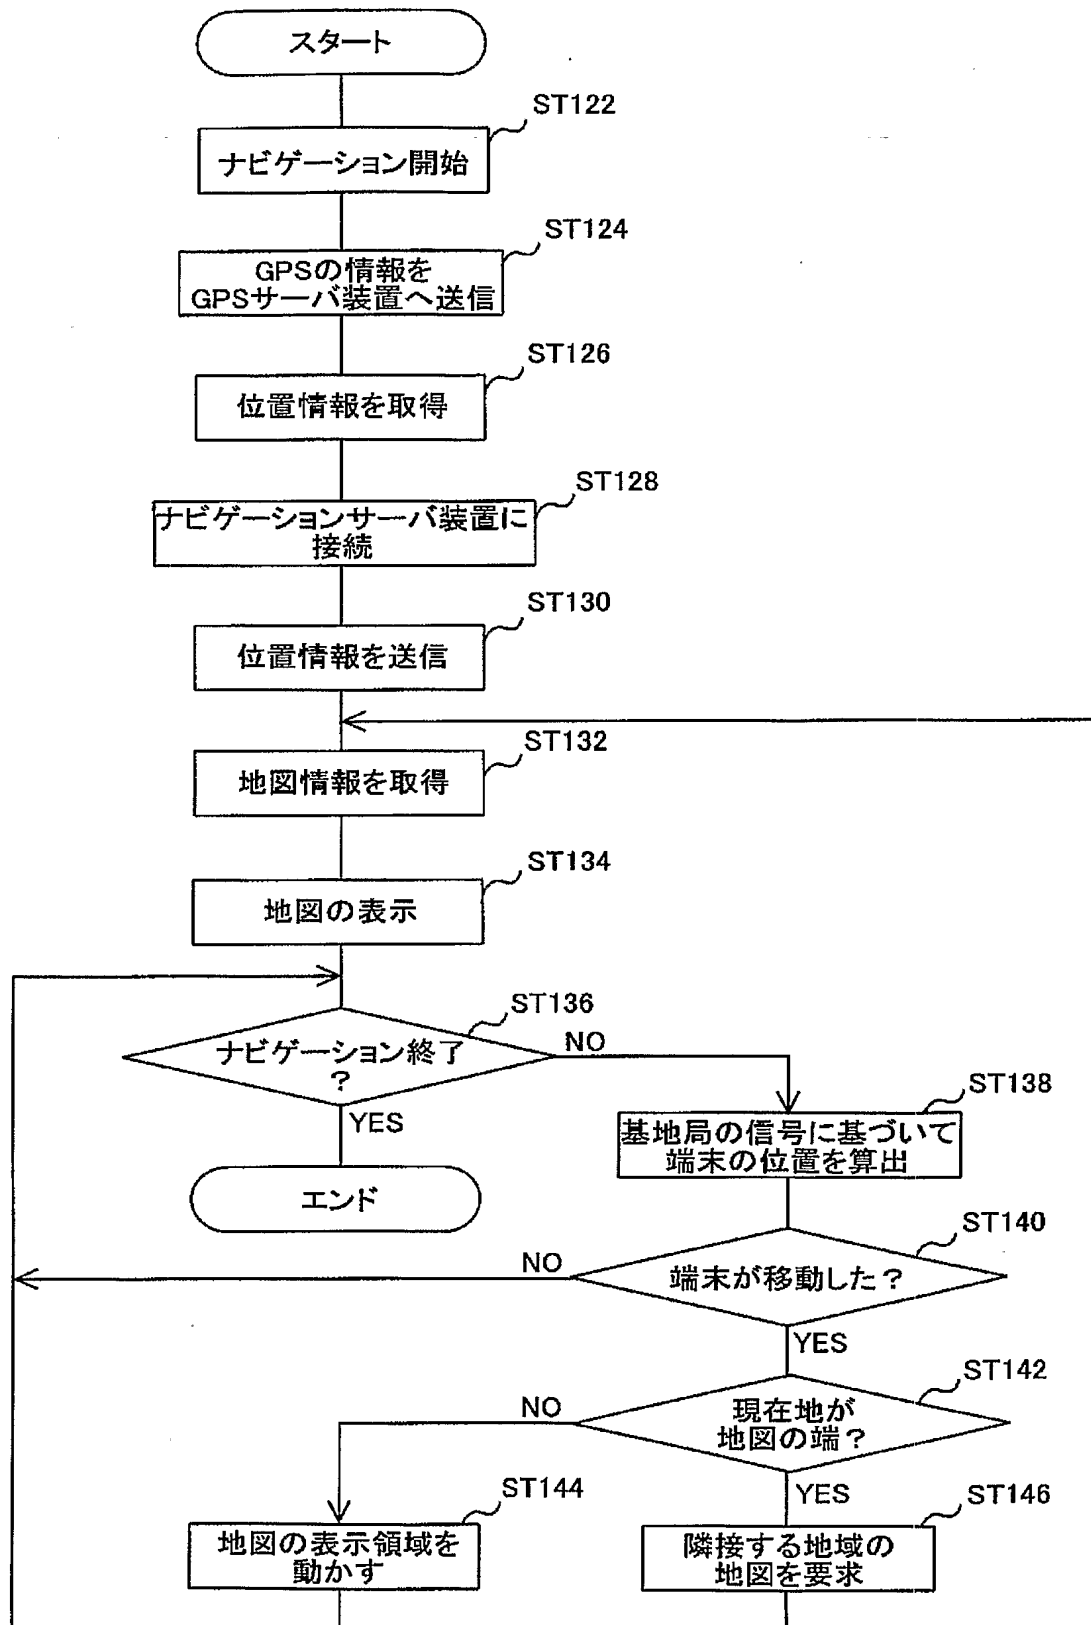 スタート
ST122
ナビゲーション開始
ST124
GPSの情報を
GPSサーバ装置へ送信
ST126
位置情報を取得
ST128
ナビゲーションサーバ装置に
接続
ST130
位置情報を送信
ST132
地図情報を取得
ST134
地図の表示
ST136
ナビゲーション終了
?
NO
YES
エンド
ST138
基地局の信号に基づいて
端末の位置を算出
ST140
端末が移動した?
NO
YES
ST142
現在地が
地図の端?
NO
YES
ST144
地図の表示領域を
動かす
ST146
隣接する地域の
地図を要求